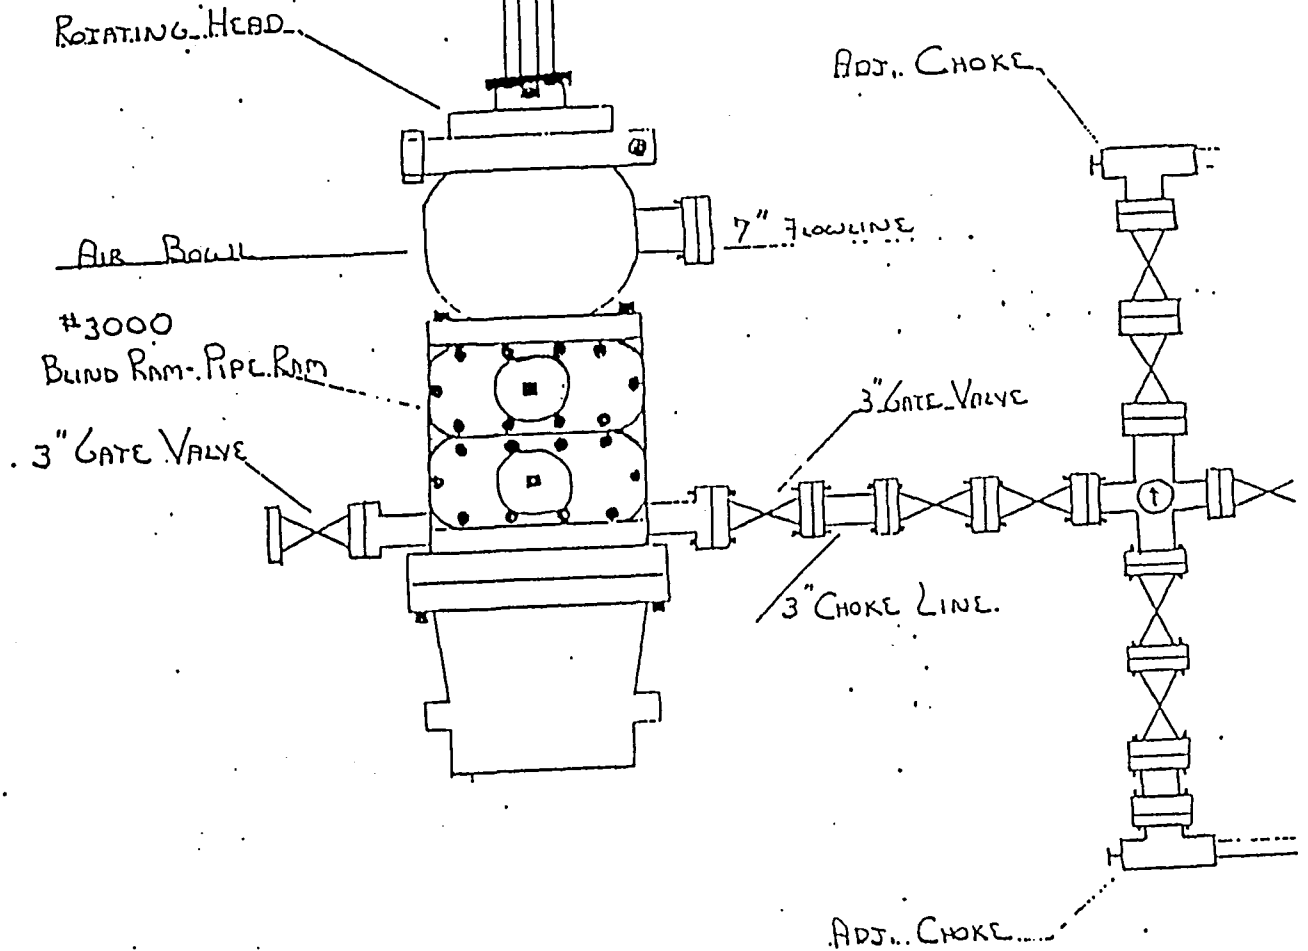 ROTATING HEAD
ADJ. CHOKE
AIR BOWL
7" FLOWLINE
#3000
BLIND RAM-PIPE RAM
3" GATE VALVE
3" GATE VALVE
3" CHOKE LINE.
ADJ. CHOKE